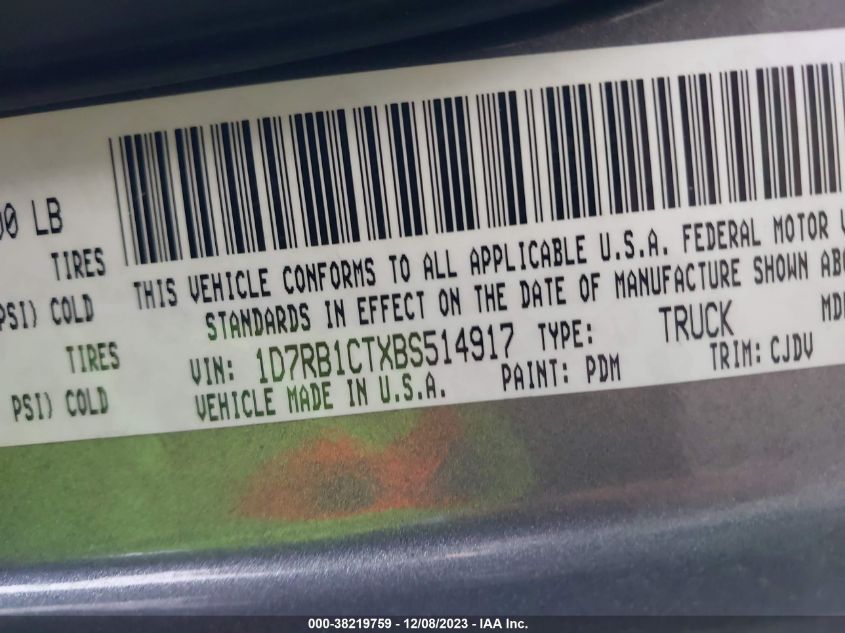 00 LB
TIRES
PSI) COLD
TIRES
PSI) COLD
THIS VEHICLE CONFORMS TO ALL APPLICABLE U.S.A. FEDERAL MOTOR V
STANDARDS IN EFFECT ON THE DATE OF MANUFACTURE SHOWN ABO
VIN: 1D7RB1CTXBS514917 TYPE: TRUCK MD
VEHICLE MADE IN U.S.A. PAINT: PDM TRIM: CJDV
000-38219759 - 12/08/2023 - IAA Inc.